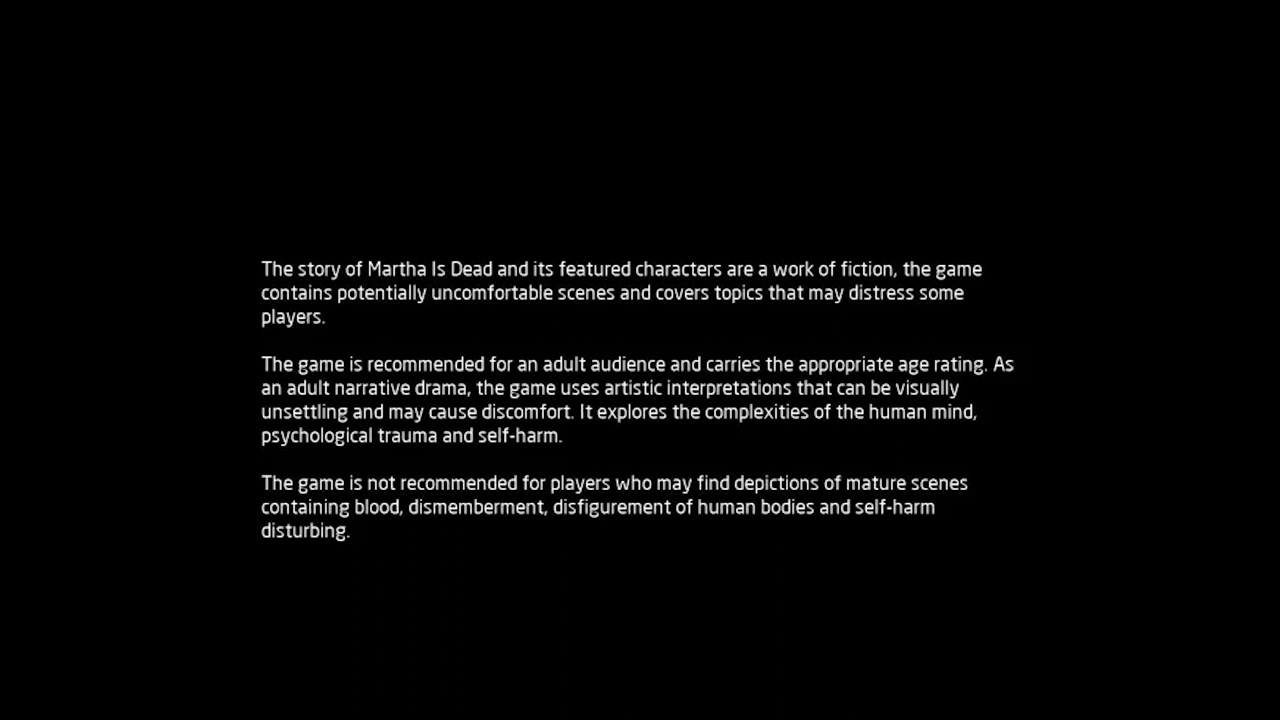 The story of Martha Is Dead and its featured characters are a work of fiction, the game
contains potentially uncomfortable scenes and covers topics that may distress some
players.
The game is recommended for an adult audience and carries the appropriate age rating. As
an adult narrative drama, the game uses artistic interpretations that can be visually
unsettling and may cause discomfort. It explores the complexities of the human mind,
psychological trauma and self-harm.
The game is not recommended for players who may find depictions of mature scenes
containing blood, dismemberment, disfigurement of human bodies and self-harm
disturbing.